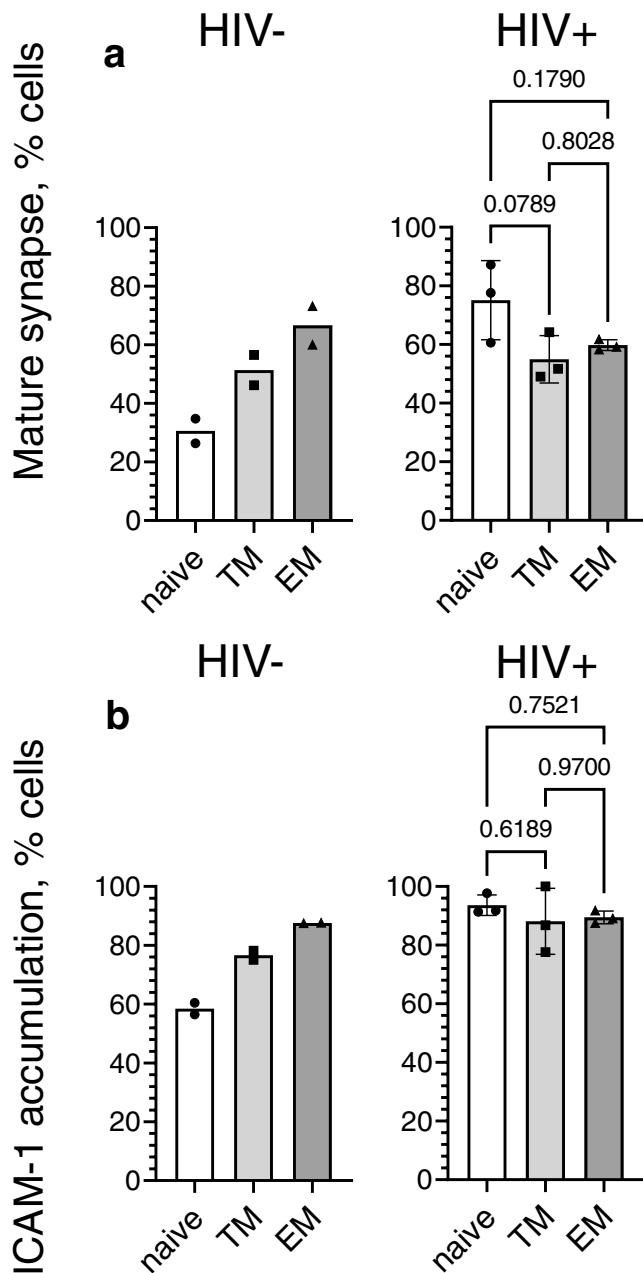 HIV- HIV+
a
Mature synapse, % cells
0.1790
0.8028
0.0789
100 100
80 80
60 60
40 40
20 20
0 0
naive TM EM naive TM EM
HIV- HIV+
b
ICAM-1 accumulation, % cells
0.7521
0.9700
0.6189
100 100
80 80
60 60
40 40
20 20
0 0
naive TM EM naive TM EM